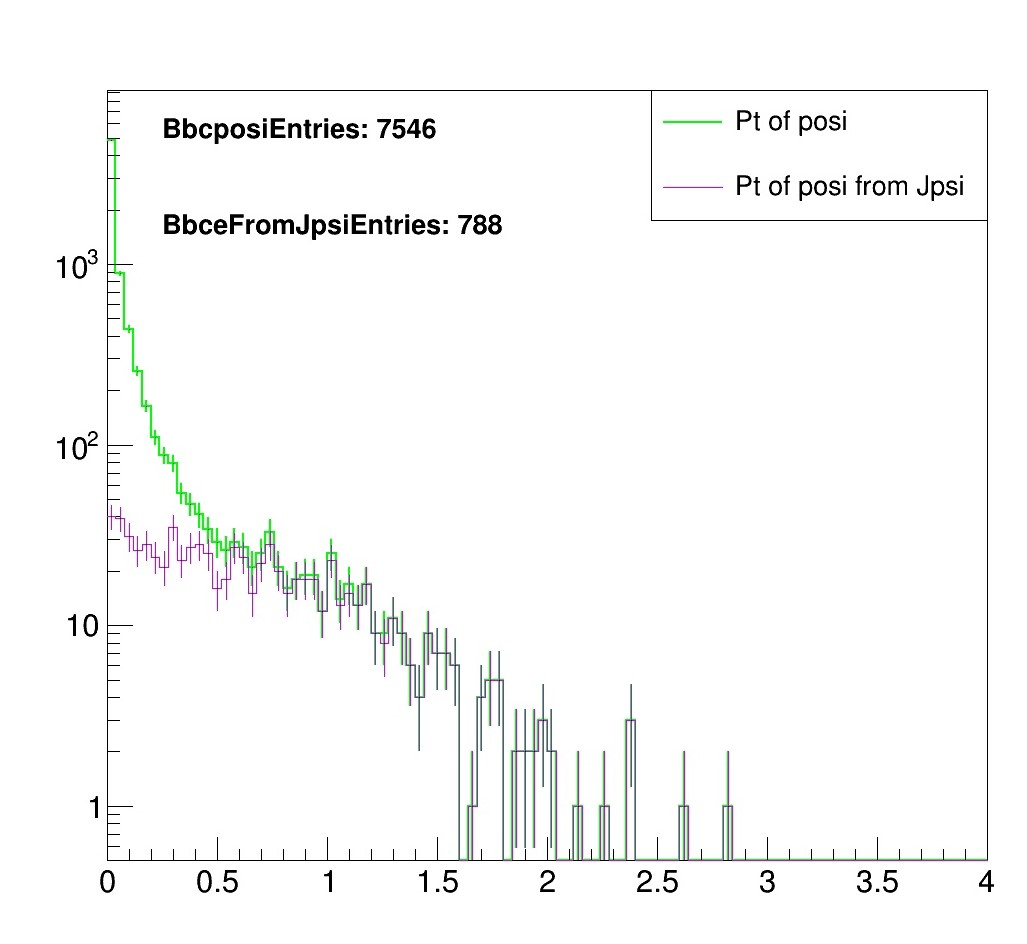 BbcposiEntries: 7546
Pt of posi
Pt of posi from Jpsi
BbceFromJpsiEntries: 788
10³
10²
10
1
0 0.5 1 1.5 2 2.5 3 3.5 4